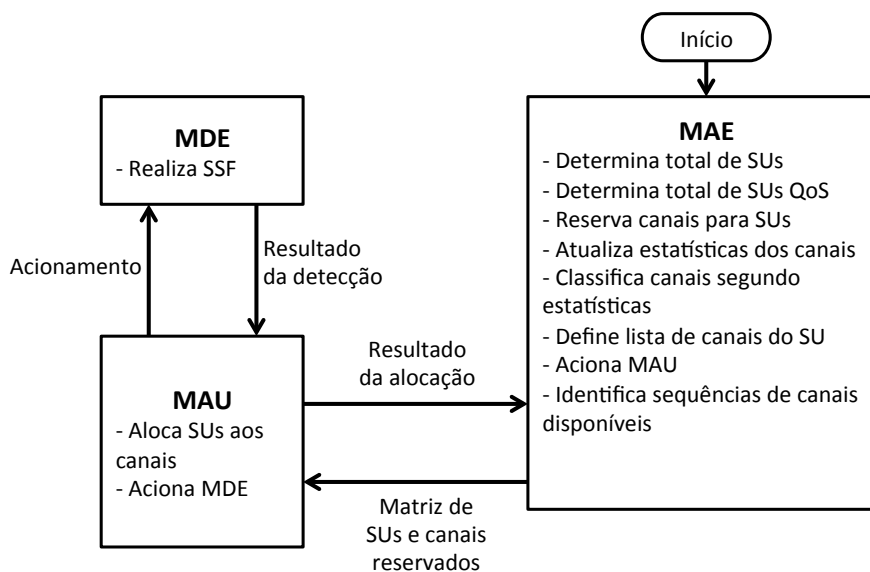 Início
MDE
- Realiza SSF
MAE
- Determina total de SUs
- Determina total de SUs QoS
- Reserva canais para SUs
- Atualiza estatísticas dos canais
- Classifica canais segundo
estatísticas
- Define lista de canais do SU
- Aciona MAU
- Identifica sequências de canais
disponíveis
Acionamento
Resultado
da detecção
MAU
- Aloca SUs aos
canais
- Aciona MDE
Resultado
da alocação
Matriz de
SUs e canais
reservados